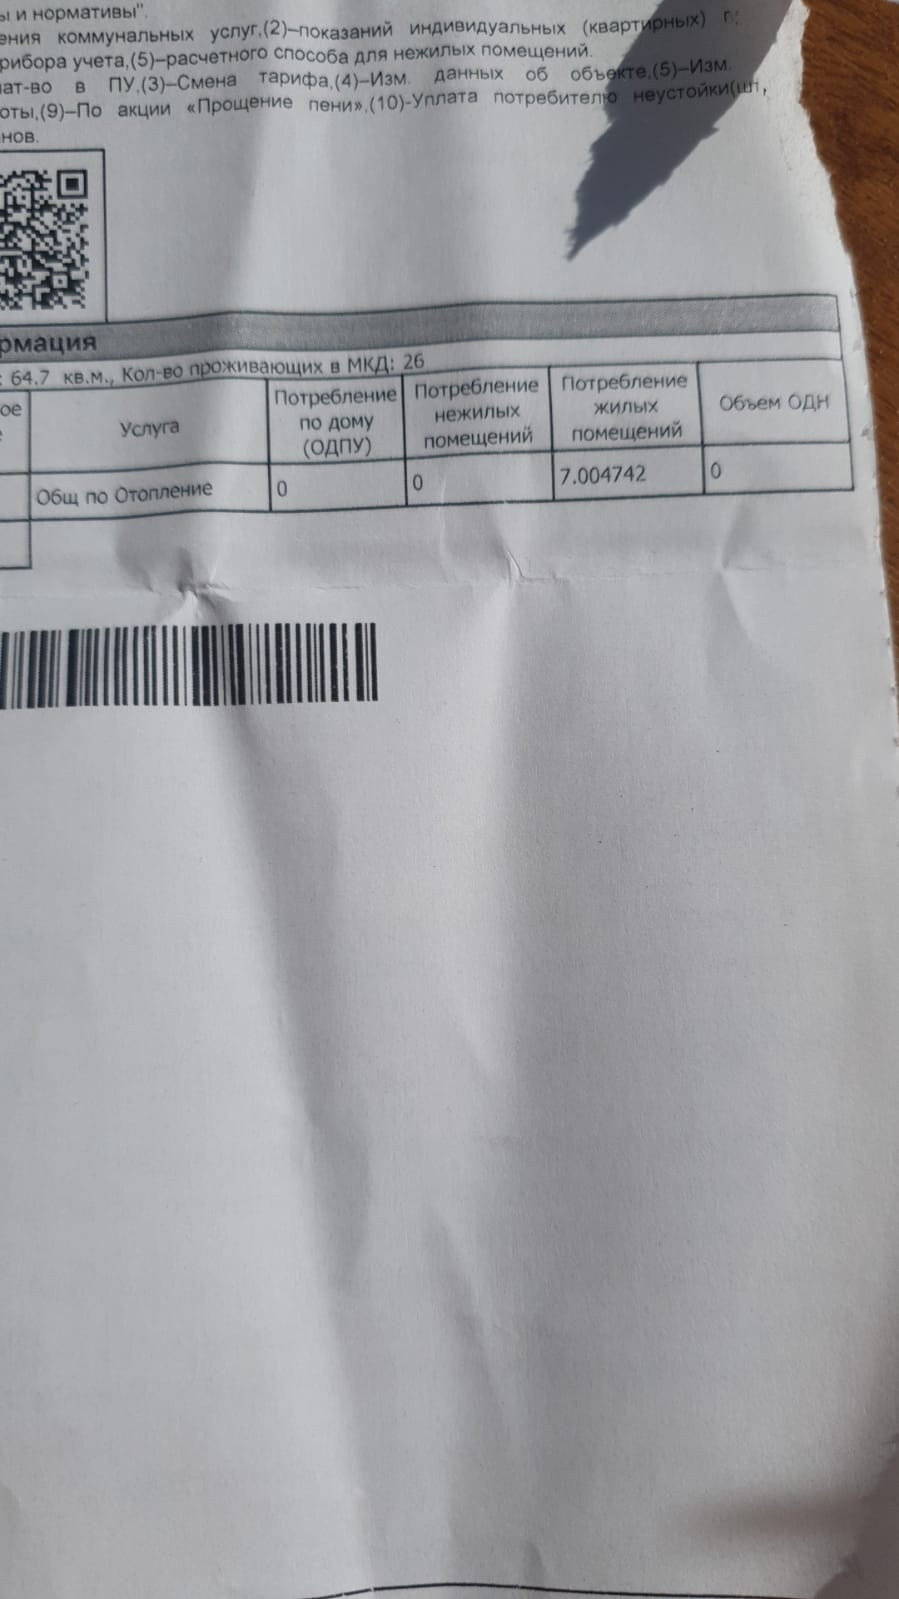 ы и нормативы".
ения коммунальных услуг,(2)–показаний индивидуальных (квартирных)
рибора учета,(5)–расчетного способа для нежилых помещений.
ат-во в ПУ,(3)–Смена тарифа,(4)–Изм. данных об объекте,(5)–Изм.
оты,(9)–По акции «Прощение пени»,(10)-Уплата потребителю неустойки(шт,
нов.
рмация
: 64.7 кв.м., Кол-во проживающих в МКД: 26
ое
Услуга
Потребление
по дому
(ОДПУ)
Потребление
нежилых
помещений
Потребление
жилых
помещений
Объем ОДН
Общ по Отопление
0
0
7.004742
0